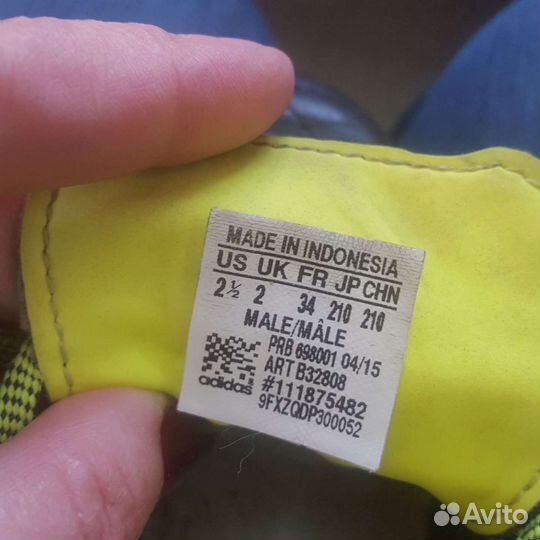 MADE IN INDONESIA
US UK FR JP CHN
2½ 2 34 210 210
MALE/MÂLE
PRB 698001 04/15
ART B32808
#111875482
9FXZQDP300052
adidas
Avito